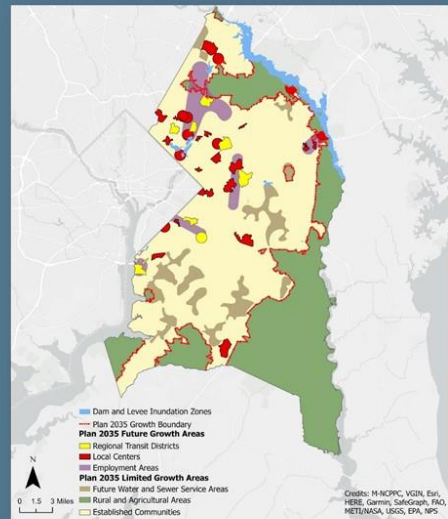 Dam and Levee Inundation Zones
Plan 2035 Growth Boundary
Plan 2035 Future Growth Areas
Regional Transit Districts
Local Centers
Employment Areas
Plan 2035 Limited Growth Areas
Future Water and Sewer Service Areas
Rural and Agricultural Areas
Established Communities
N
0 1.5 3 Miles
Credits: M-NCPPC, VGIN, Esri,
HERE, Garmin, SafeGraph, FAO,
METI/NASA, USGS, EPA, NPS